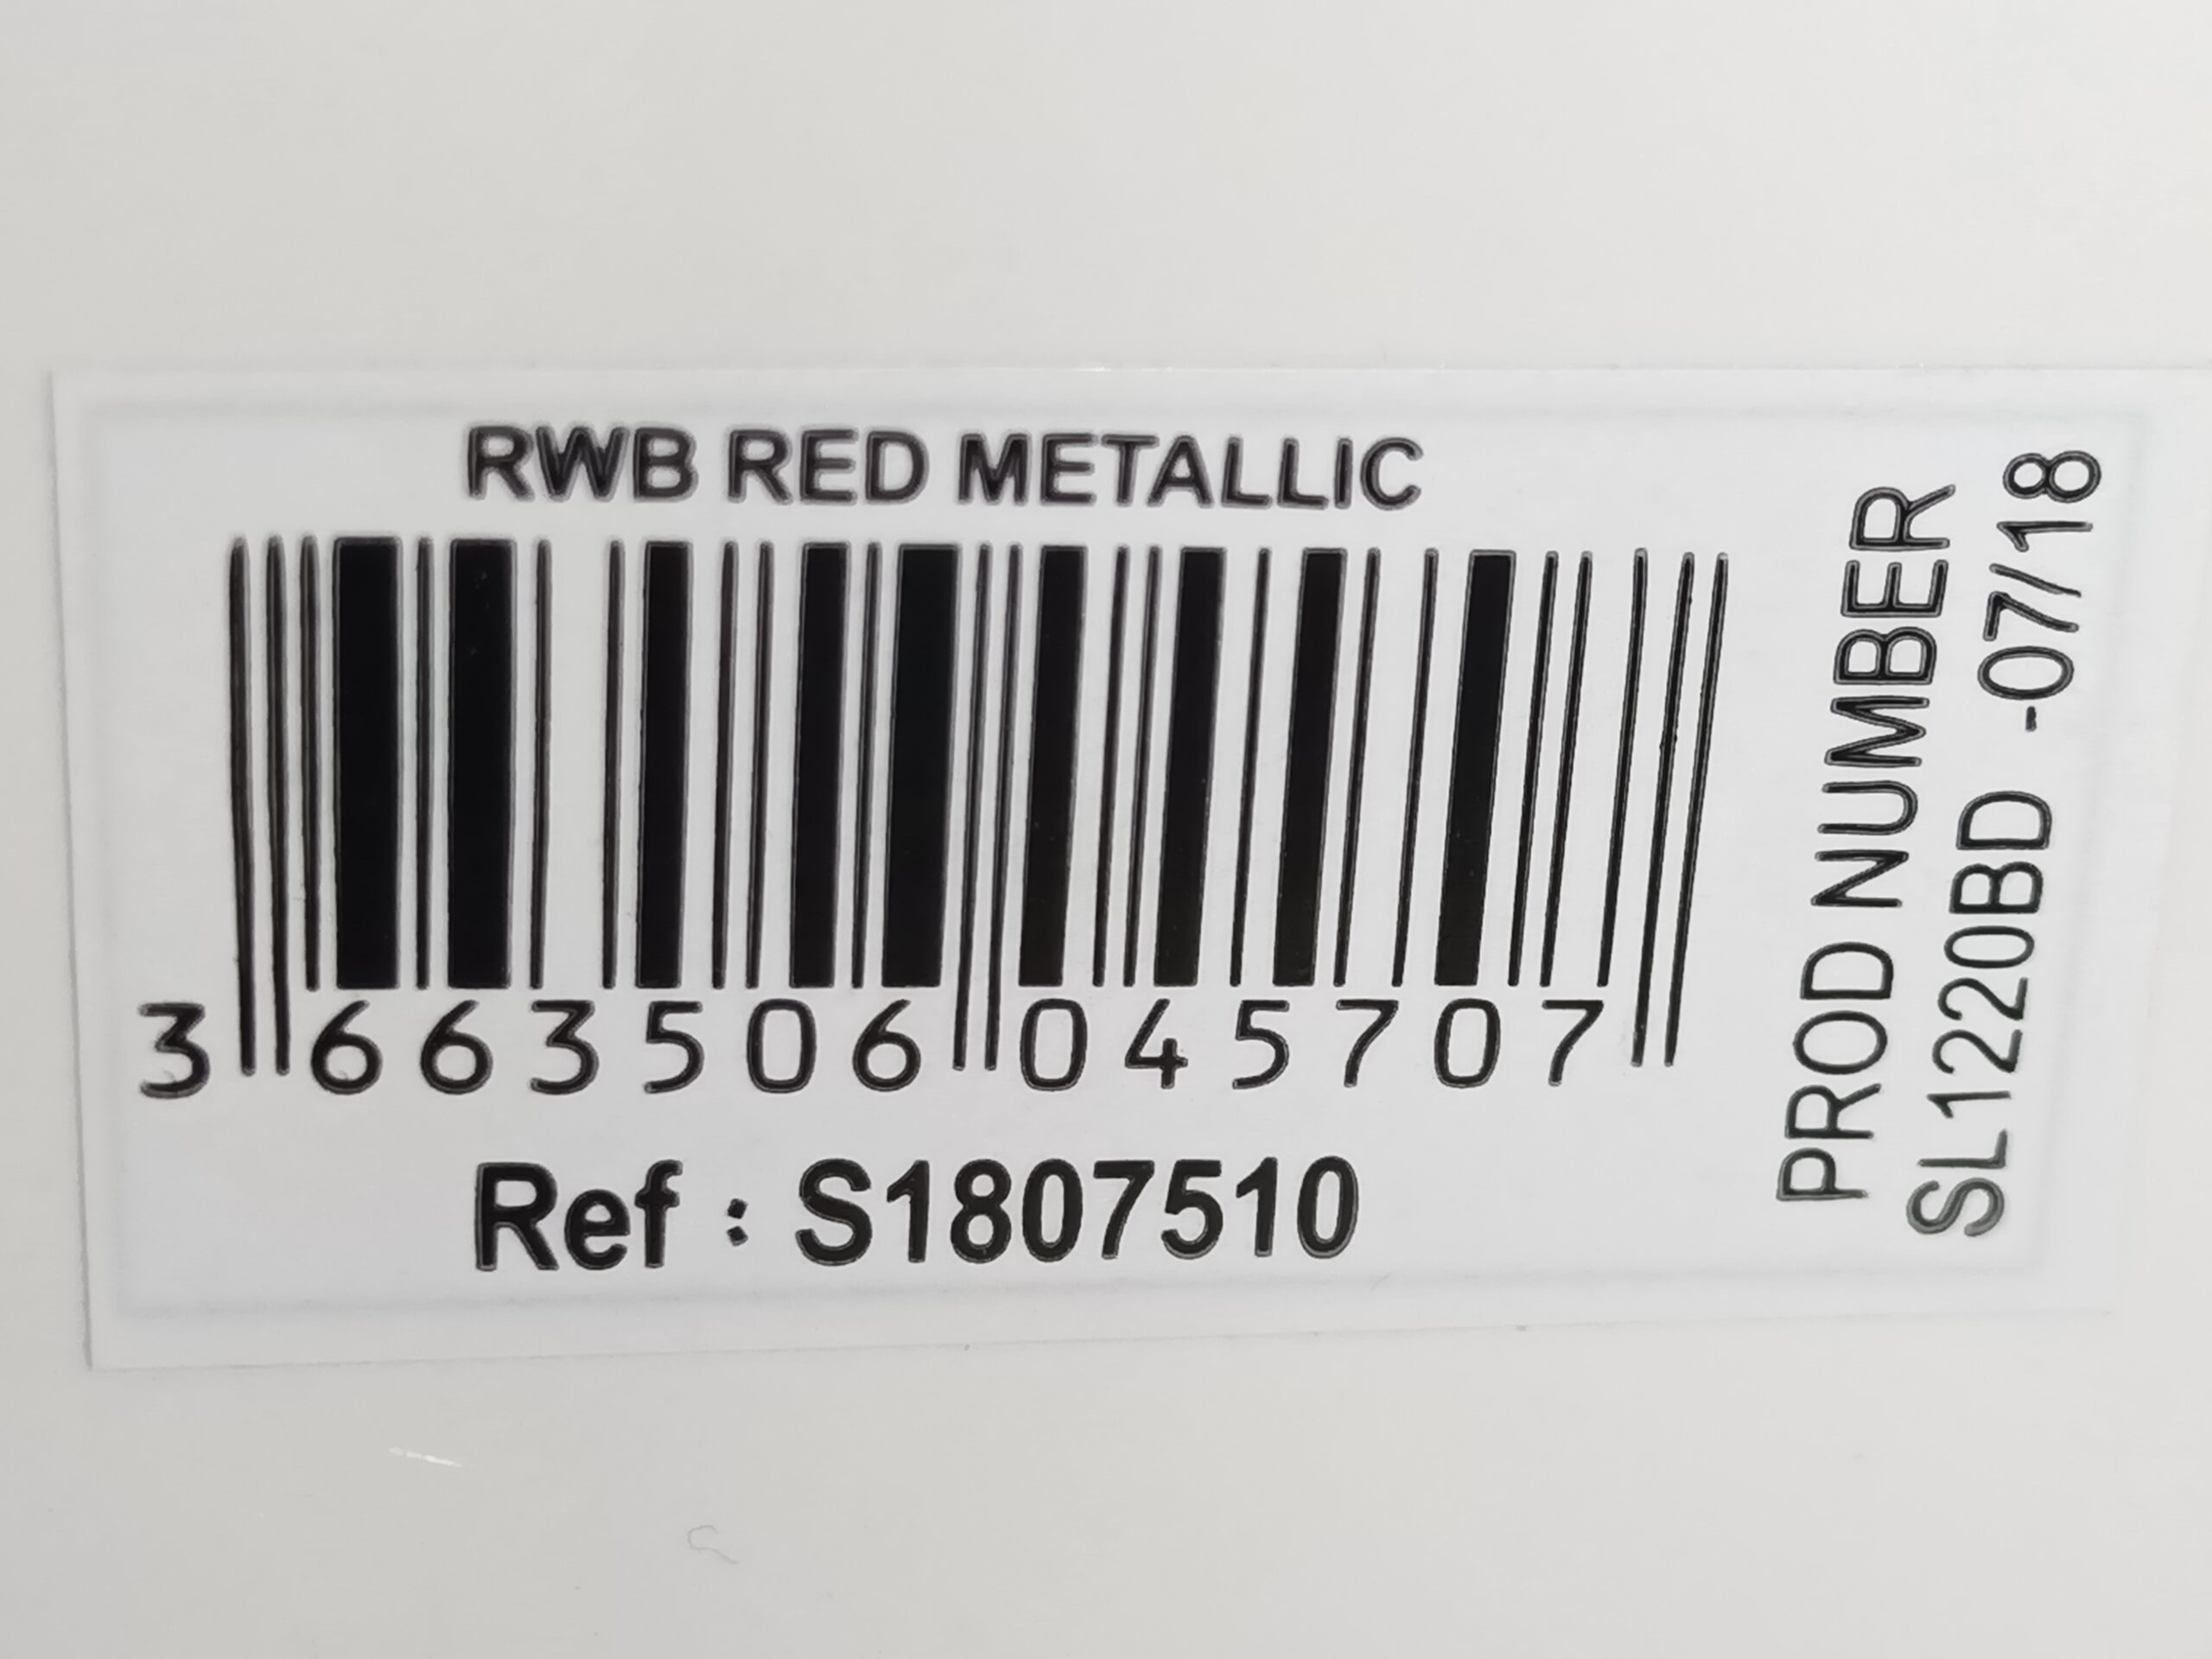 RWB RED METALLIC
3 663506 045707
Ref : S1807510
PROD NUMBER
SL1220BD -07/18